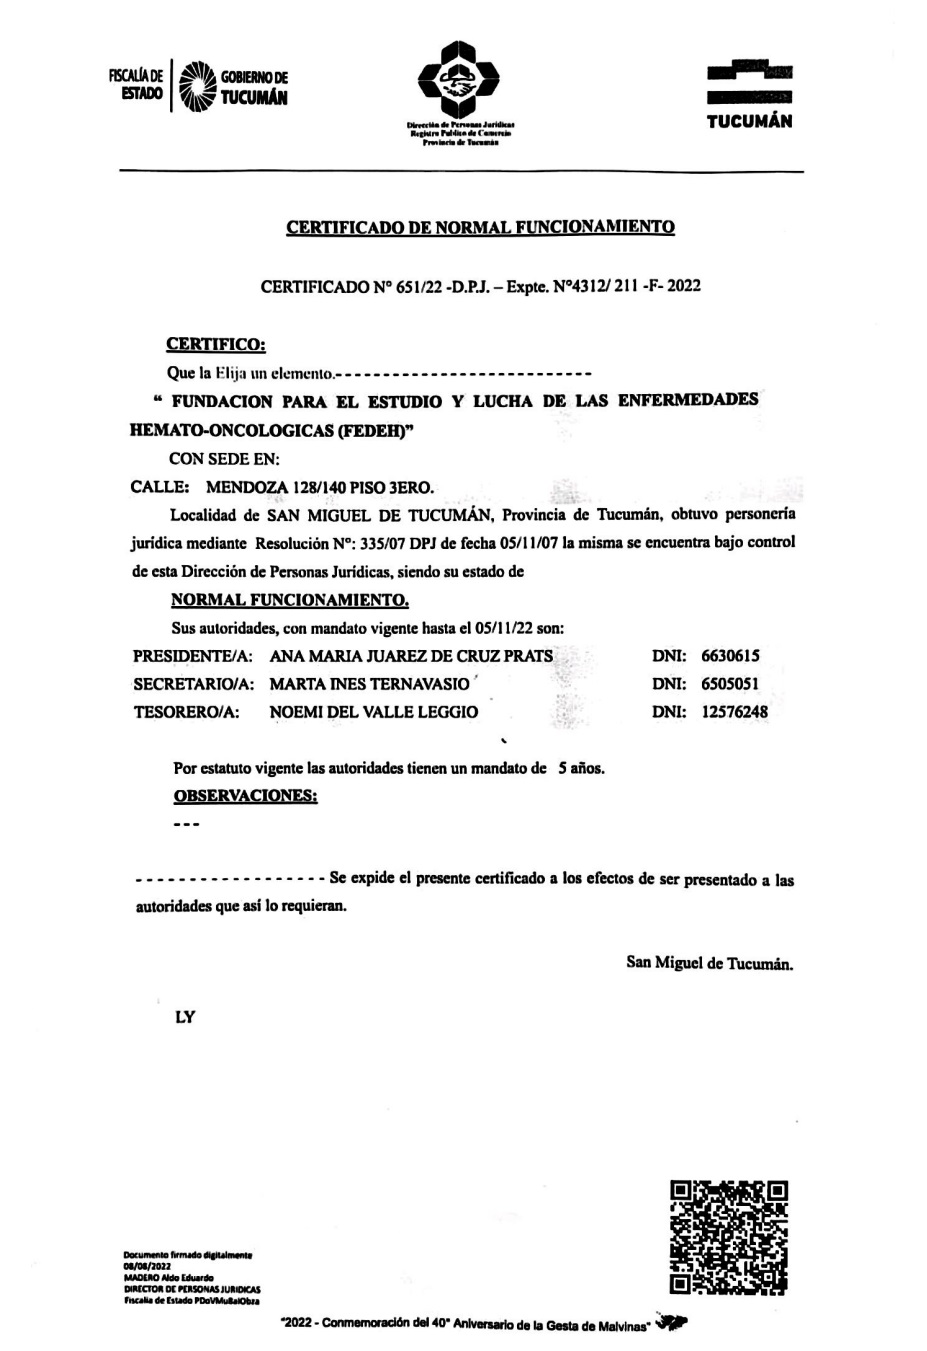 FISCALÍA DE
ESTADO
GOBIERNO DE
TUCUMÁN
Dirección de Personas Jurídicas
Registro Público de Comercio
Provincia de Tucumán
TUCUMÁN
CERTIFICADO DE NORMAL FUNCIONAMIENTO
CERTIFICADO Nº 651/22 -D.P.J. – Expte. Nº4312/ 211 -F- 2022
CERTIFICO:
Que la Elija un elemento.---------------------------
“ FUNDACION PARA EL ESTUDIO Y LUCHA DE LAS ENFERMEDADES
HEMATO-ONCOLOGICAS (FEDEH)”
CON SEDE EN:
CALLE: MENDOZA 128/140 PISO 3ERO.
Localidad de SAN MIGUEL DE TUCUMÁN, Provincia de Tucumán, obtuvo personería
jurídica mediante Resolución Nº: 335/07 DPJ de fecha 05/11/07 la misma se encuentra bajo control
de esta Dirección de Personas Jurídicas, siendo su estado de
NORMAL FUNCIONAMIENTO.
Sus autoridades, con mandato vigente hasta el 05/11/22 son:
PRESIDENTE/A: ANA MARIA JUAREZ DE CRUZ PRATS DNI: 6630615
SECRETARIO/A: MARTA INES TERNAVASIO DNI: 6505051
TESORERO/A: NOEMI DEL VALLE LEGGIO DNI: 12576248
Por estatuto vigente las autoridades tienen un mandato de 5 años.
OBSERVACIONES:
---
------------------ Se expide el presente certificado a los efectos de ser presentado a las
autoridades que así lo requieran.
San Miguel de Tucumán.
LY
Documento firmado digitalmente
08/08/2022
MADERO Aldo Eduardo
DIRECTOR DE PERSONAS JURIDICAS
Fiscalía de Estado
"2022 - Conmemoración del 40° Aniversario de la Gesta de Malvinas"